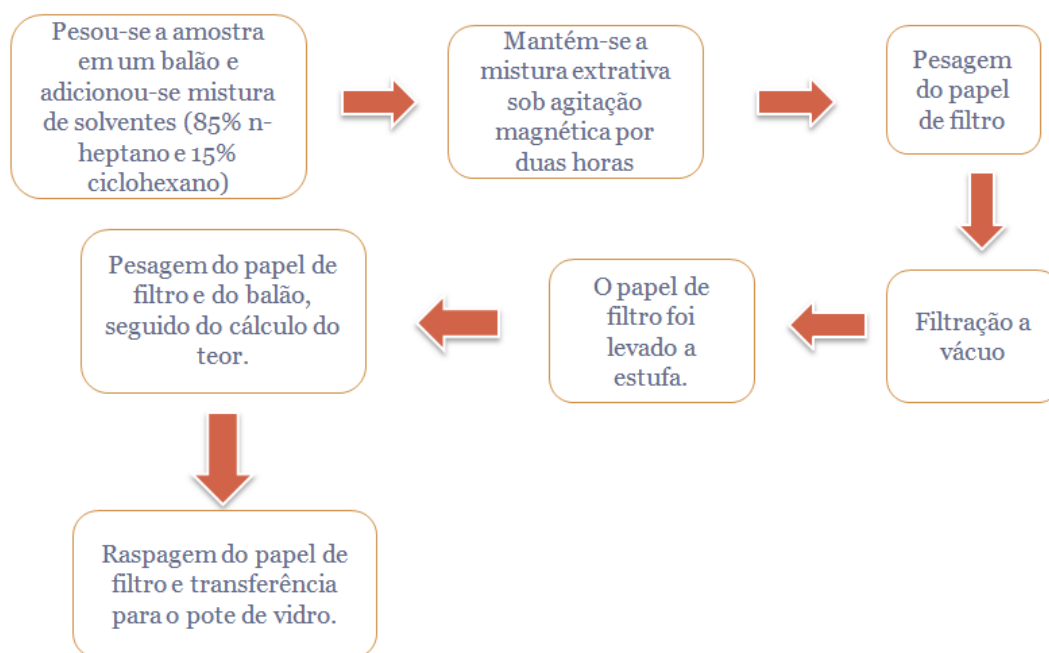 Pesou-se a amostra
em um balão e
adicionou-se mistura
de solventes (85% n-
heptano e 15%
ciclohexano)
Mantém-se a
mistura extrativa
sob agitação
magnética por
duas horas
Pesagem
do papel
de filtro
Filtração a
vácuo
O papel de
filtro foi
levado a
estufa.
Pesagem do papel de
filtro e do balão,
seguido do cálculo do
teor.
Raspagem do papel de
filtro e transferência
para o pote de vidro.